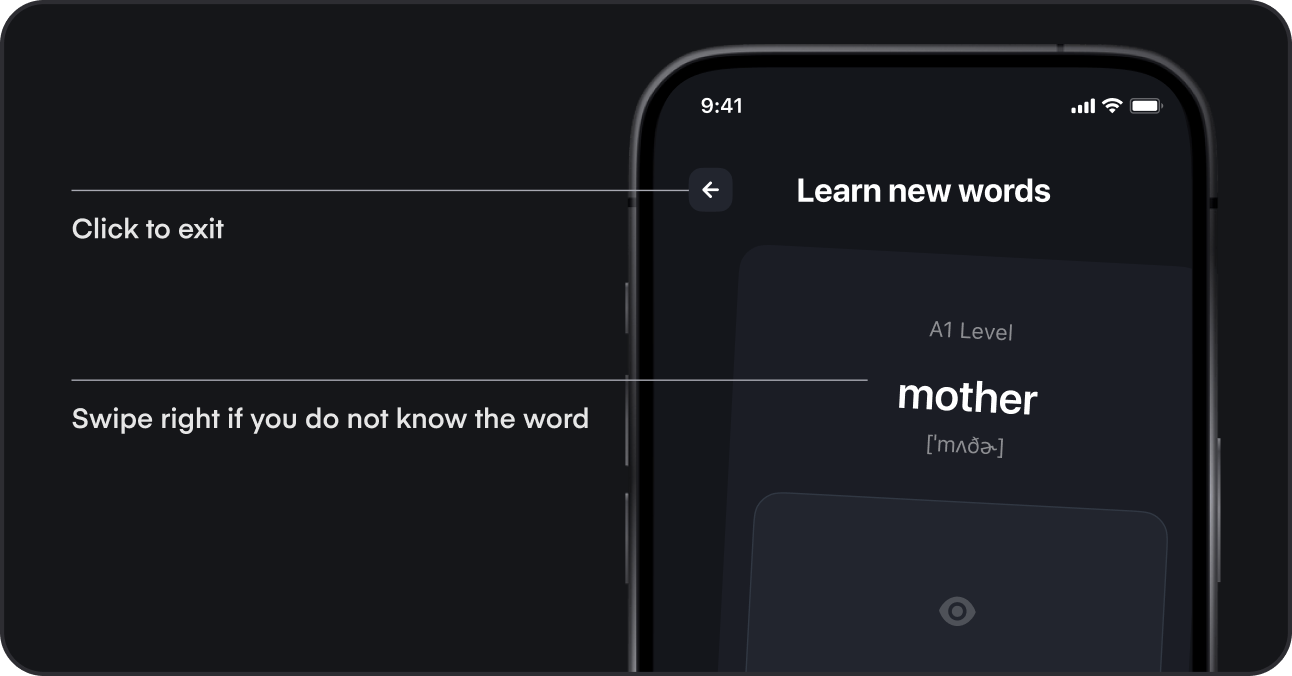 9:41
Learn new words
Click to exit
A1 Level
mother
[ˈmʌðɚ]
Swipe right if you do not know the word